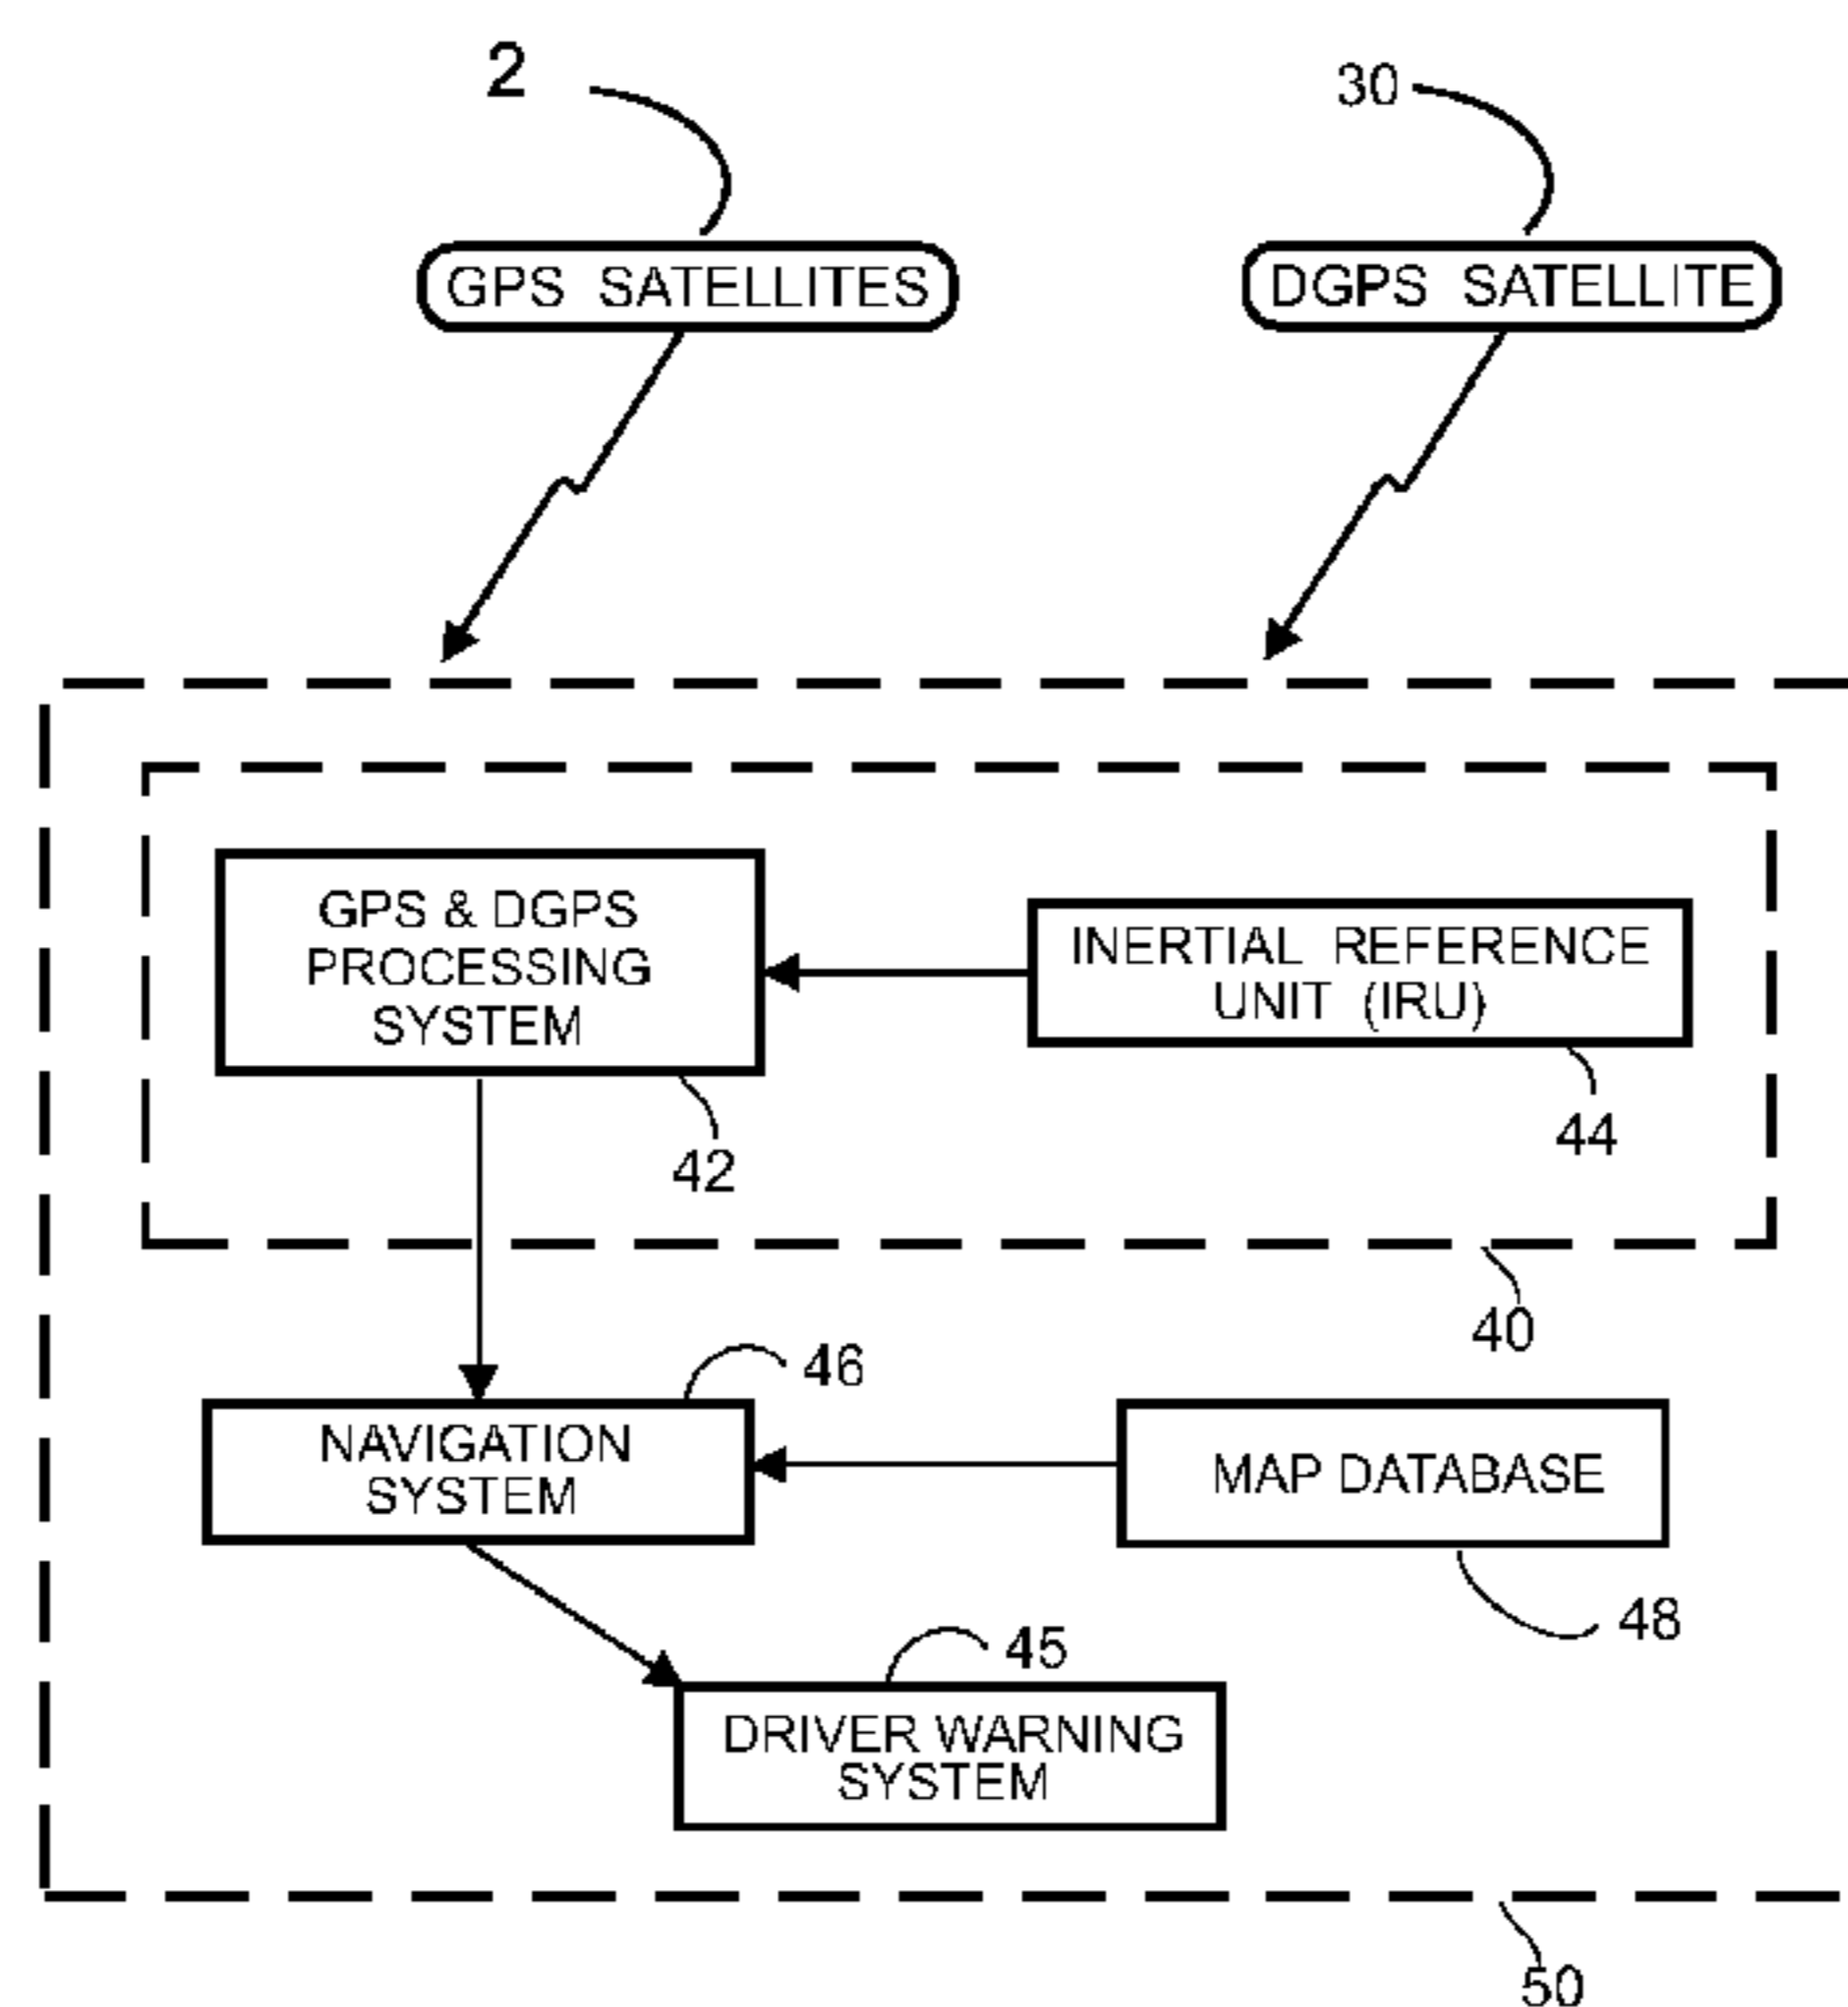 2
30
GPS SATELLITES
DGPS SATELLITE
GPS & DGPS
PROCESSING
SYSTEM
INERTIAL REFERENCE
UNIT (IRU)
42
44
40
46
NAVIGATION
SYSTEM
MAP DATABASE
48
45
DRIVER WARNING
SYSTEM
50